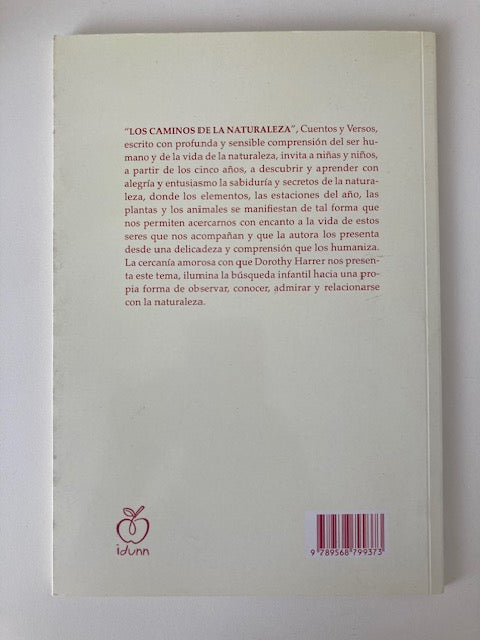 "LOS CAMINOS DE LA NATURALEZA", Cuentos y Versos,
escrito con profunda y sensible comprensión del ser hu-
mano y de la vida de la naturaleza, invita a niñas y niños,
a partir de los cinco años, a descubrir y aprender con
alegría y entusiasmo la sabiduría y secretos de la natura-
leza, donde los elementos, las estaciones del año, las
plantas y los animales se manifiestan de tal forma que
nos permiten acercarnos con encanto a la vida de estos
seres que nos acompañan y que la autora los presenta
desde una delicadeza y comprensión que los humaniza.
La cercanía amorosa con que Dorothy Harrer nos presen-
ta este tema, ilumina la búsqueda infantil hacia una pro-
pia forma de observar, conocer, admirar y relacionarse
con la naturaleza.
idunn
9 789568 799373